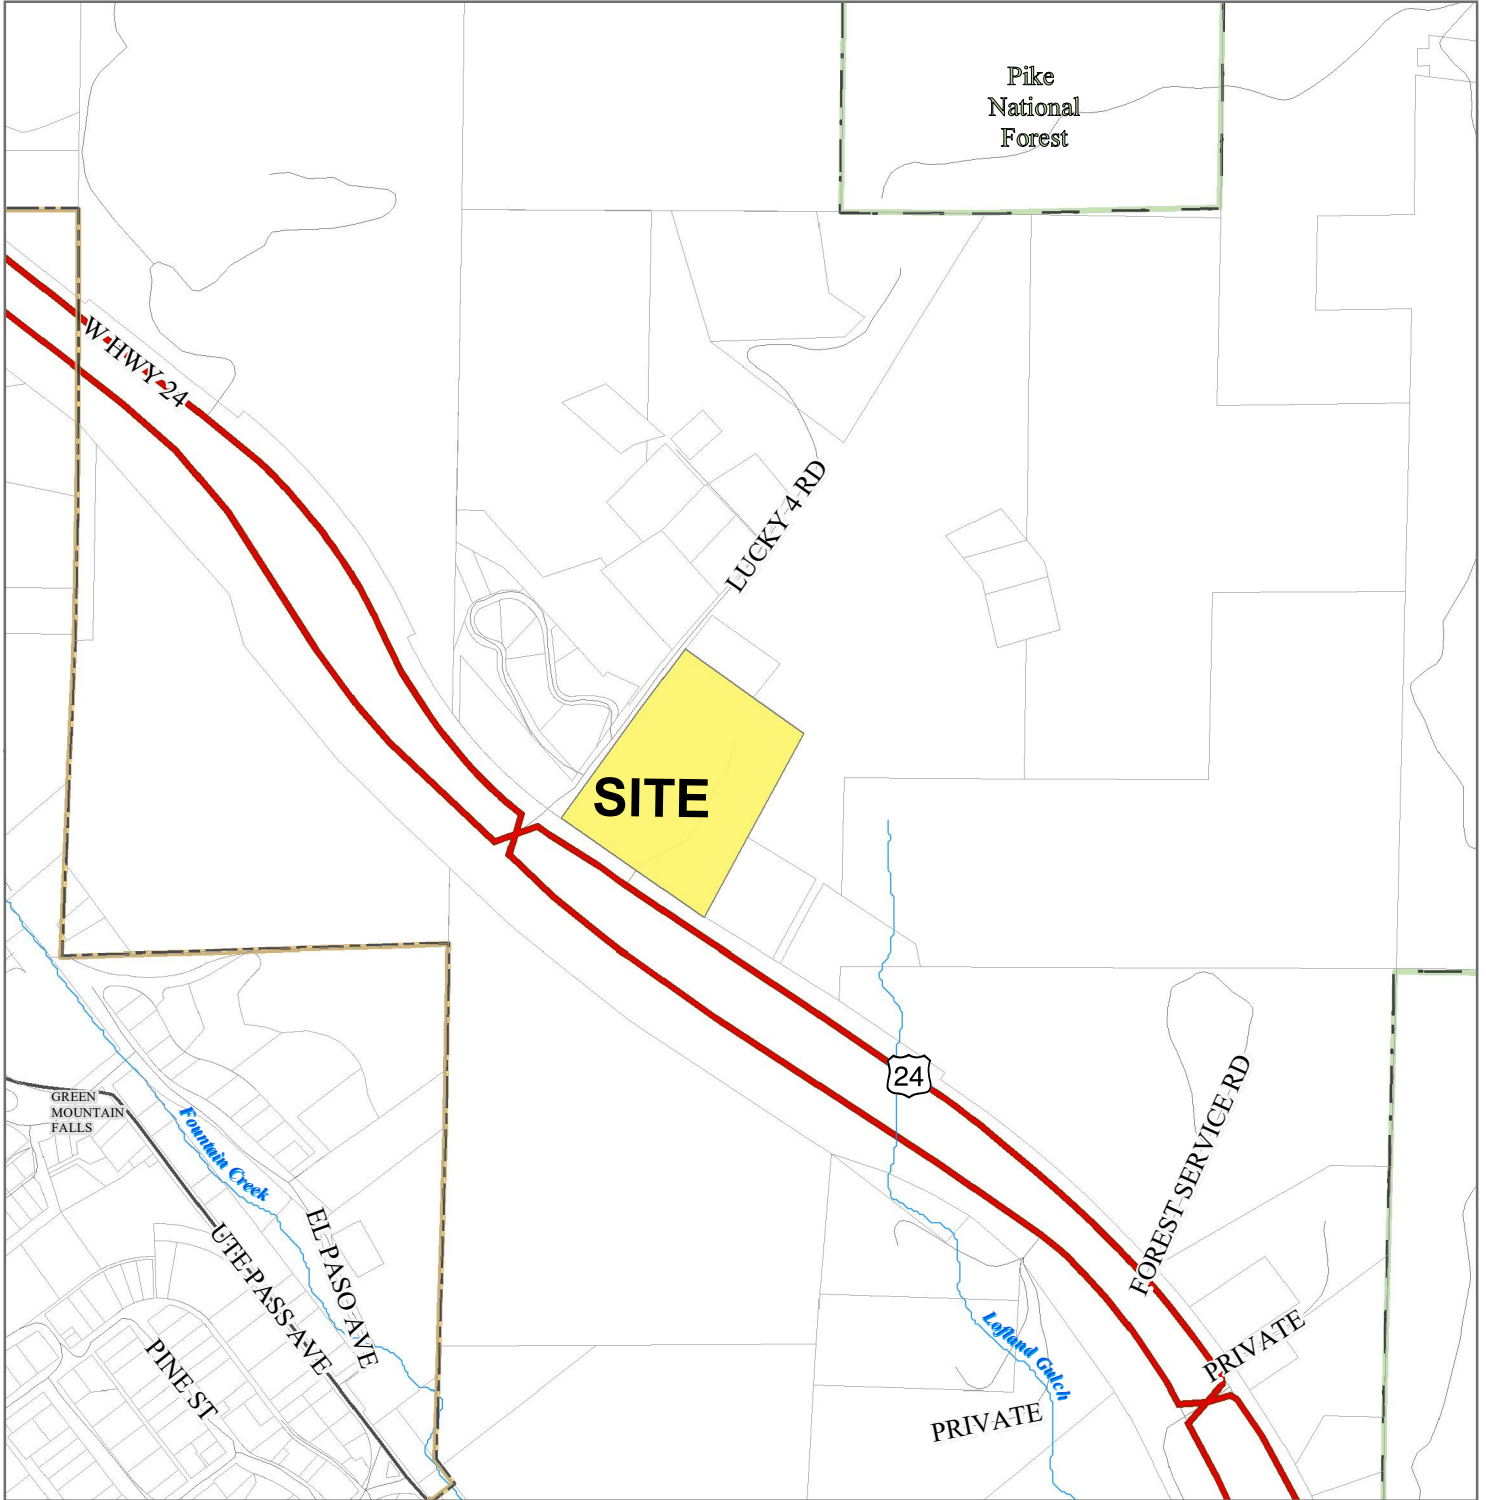 Pike
National
Forest
W HWY 24
LUCKY 4 RD
SITE
24
FOREST SERVICE RD
GREEN
MOUNTAIN
FALLS
Fountain Creek
EL PASO AVE
UTE PASS AVE
PINE ST
Lofland Gulch
PRIVATE
PRIVATE